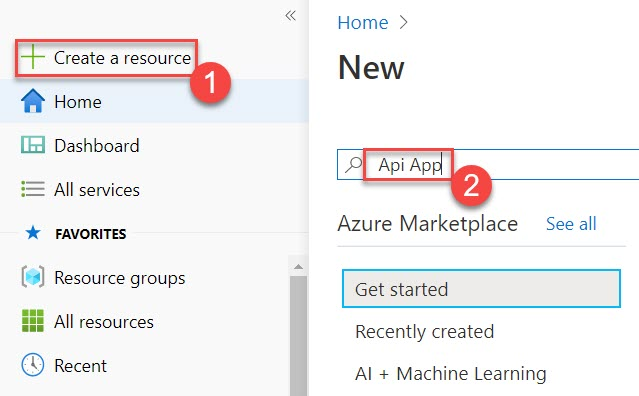 «
Create a resource
1
Home
Dashboard
All services
FAVORITES
Resource groups
All resources
Recent
Home >
New
Api App
2
Azure Marketplace See all
Get started
Recently created
AI + Machine Learning